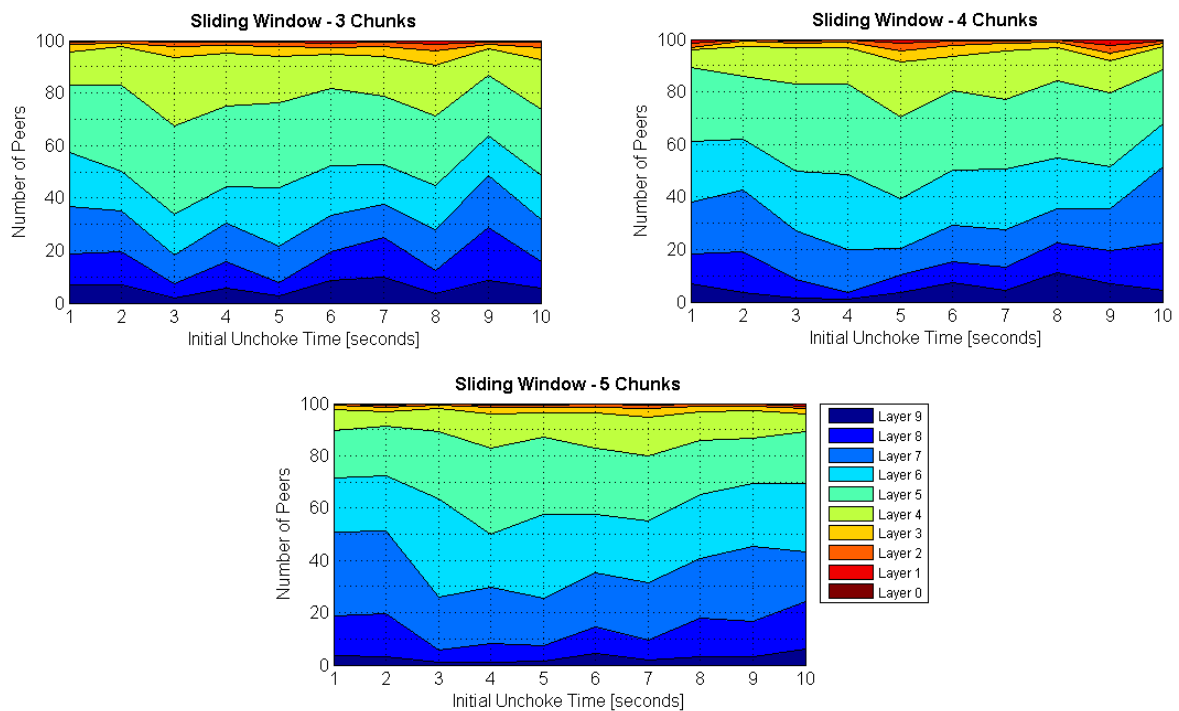 Sliding Window - 3 Chunks
Number of Peers
100
80
60
40
20
0
1 2 3 4 5 6 7 8 9 10
Initial Unchoke Time [seconds]
Sliding Window - 4 Chunks
Number of Peers
100
80
60
40
20
0
1 2 3 4 5 6 7 8 9 10
Initial Unchoke Time [seconds]
Sliding Window - 5 Chunks
Number of Peers
100
80
60
40
20
0
1 2 3 4 5 6 7 8 9 10
Initial Unchoke Time [seconds]
Layer 9
Layer 8
Layer 7
Layer 6
Layer 5
Layer 4
Layer 3
Layer 2
Layer 1
Layer 0